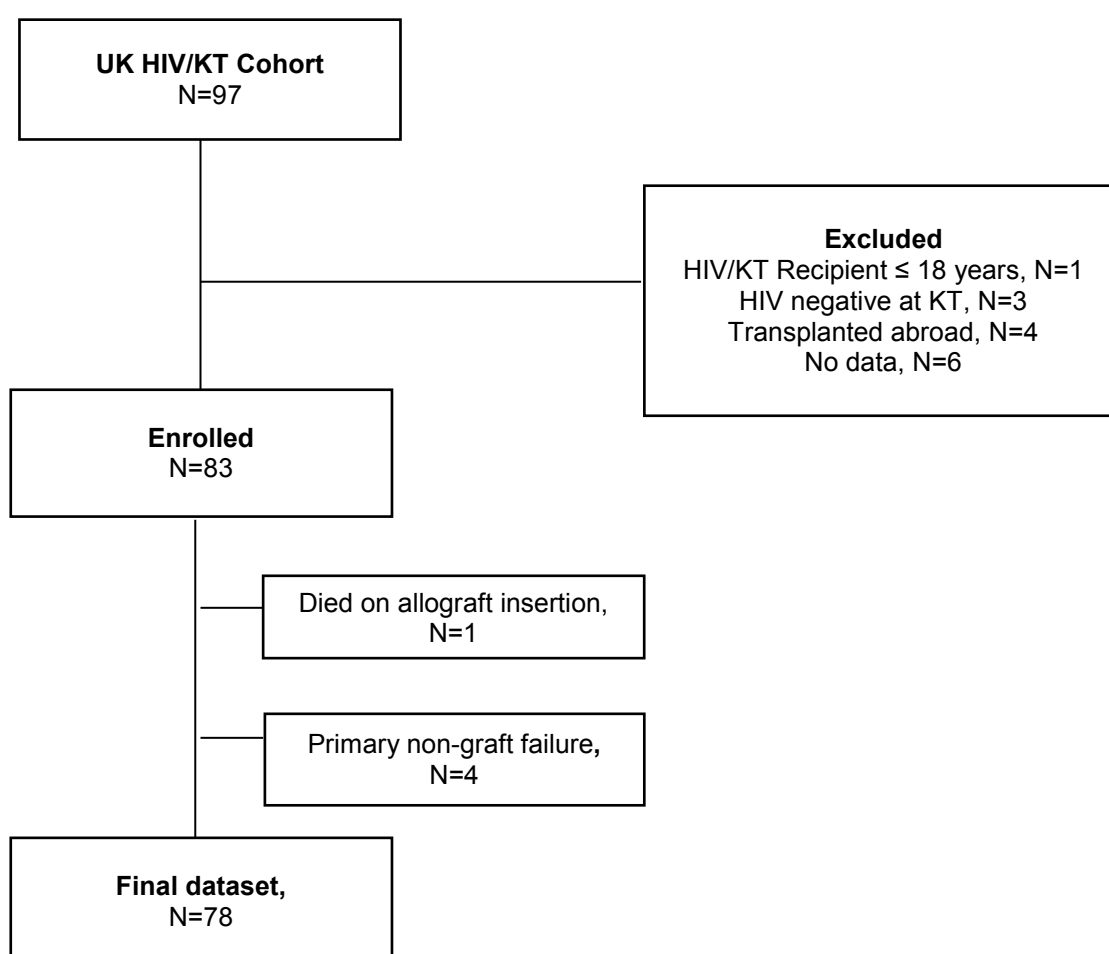 UK HIV/KT Cohort
N=97
Excluded
HIV/KT Recipient ≤ 18 years, N=1
HIV negative at KT, N=3
Transplanted abroad, N=4
No data, N=6
Enrolled
N=83
Died on allograft insertion,
N=1
Primary non-graft failure,
N=4
Final dataset,
N=78